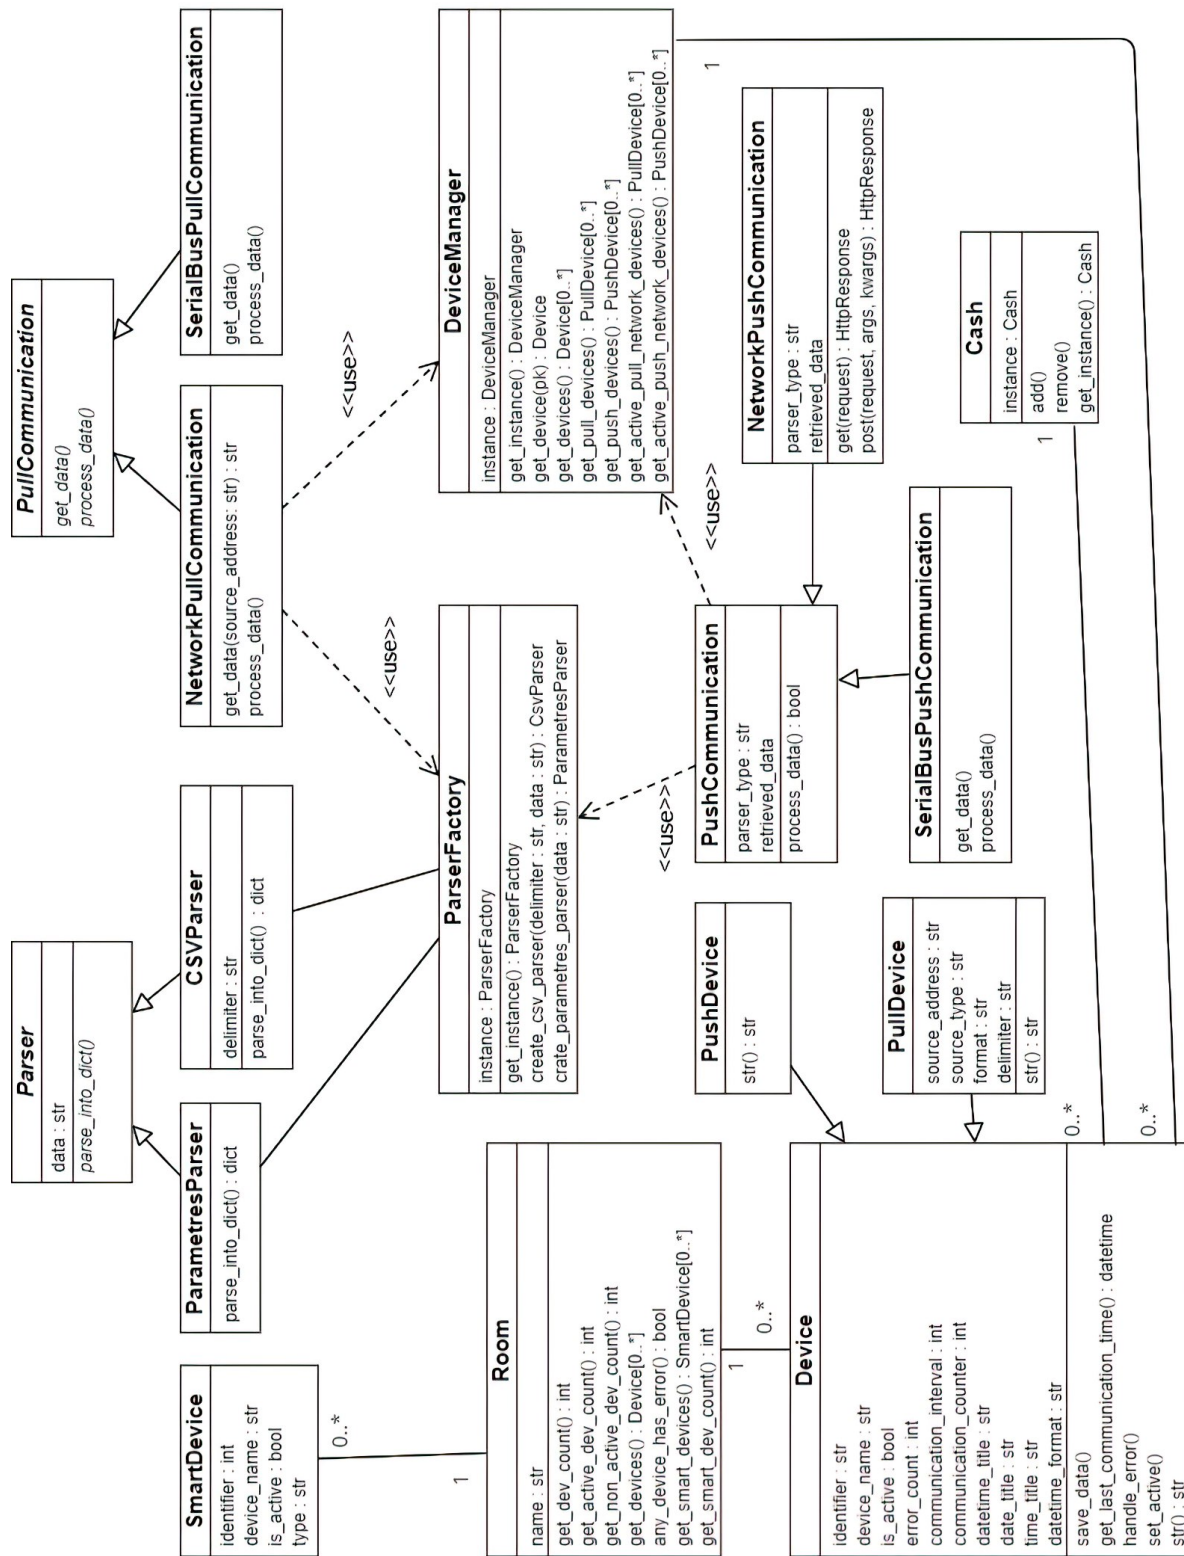 SmartDevice
identifier : int
device_name : str
is_active : bool
type : str
0..*
1
Room
name : str
get_dev_count() : int
get_active_dev_count() : int
get_non_active_dev_count() : int
get_devices() : Device[0..*]
any_device_has_error() : bool
get_smart_devices() : SmartDevice[0..*]
get_smart_dev_count() : int
1
0..*
Device
identifier : str
device_name : str
is_active : bool
error_count : int
communication_interval : int
communication_counter : int
datetime_title : str
date_title : str
time_title : str
datetime_format : str
save_data()
get_last_communication_time() : datetime
handle_error()
set_active()
str() : str
0..*
0..*
Parser
data : str
parse_into_dict()
ParametresParser
parse_into_dict() : dict
CSVParser
delimiter : str
parse_into_dict() : dict
ParserFactory
instance : ParserFactory
get_instance() : ParserFactory
create_csv_parser(delimiter : str, data : str) : CsvParser
crate_parametres_parser(data : str) : ParametresParser
<<use>>
<<use>>
PushDevice
str() : str
PullDevice
source_address : str
source_type : str
format : str
delimiter : str
str() : str
PushCommunication
parser_type : str
retrieved_data
process_data() : bool
SerialBusPushCommunication
get_data()
process_data()
PullCommunication
get_data()
process_data()
NetworkPullCommunication
get_data(source_address: str) : str
process_data()
SerialBusPullCommunication
get_data()
process_data()
<<use>>
DeviceManager
instance : DeviceManager
get_instance() : DeviceManager
get_device(pk) : Device
get_devices() : Device[0..*]
get_pull_devices() : PullDevice[0..*]
get_push_devices() : PushDevice[0..*]
get_active_pull_network_devices() : PullDevice[0..*]
get_active_push_network_devices() : PushDevice[0..*]
<<use>>
1
NetworkPushCommunication
parser_type : str
retrieved_data
get(request) : HttpResponse
post(request, args, kwargs) : HttpResponse
Cash
instance : Cash
add()
remove()
get_instance() : Cash
1